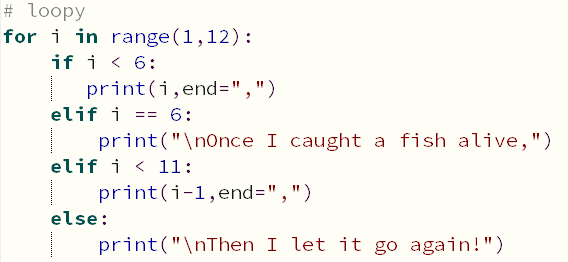 # loopy
for i in range(1,12):
    if i < 6:
       print(i,end=",")
    elif i == 6:
        print("\nOnce I caught a fish alive,")
    elif i < 11:
        print(i-1,end=",")
    else:
        print("\nThen I let it go again!")